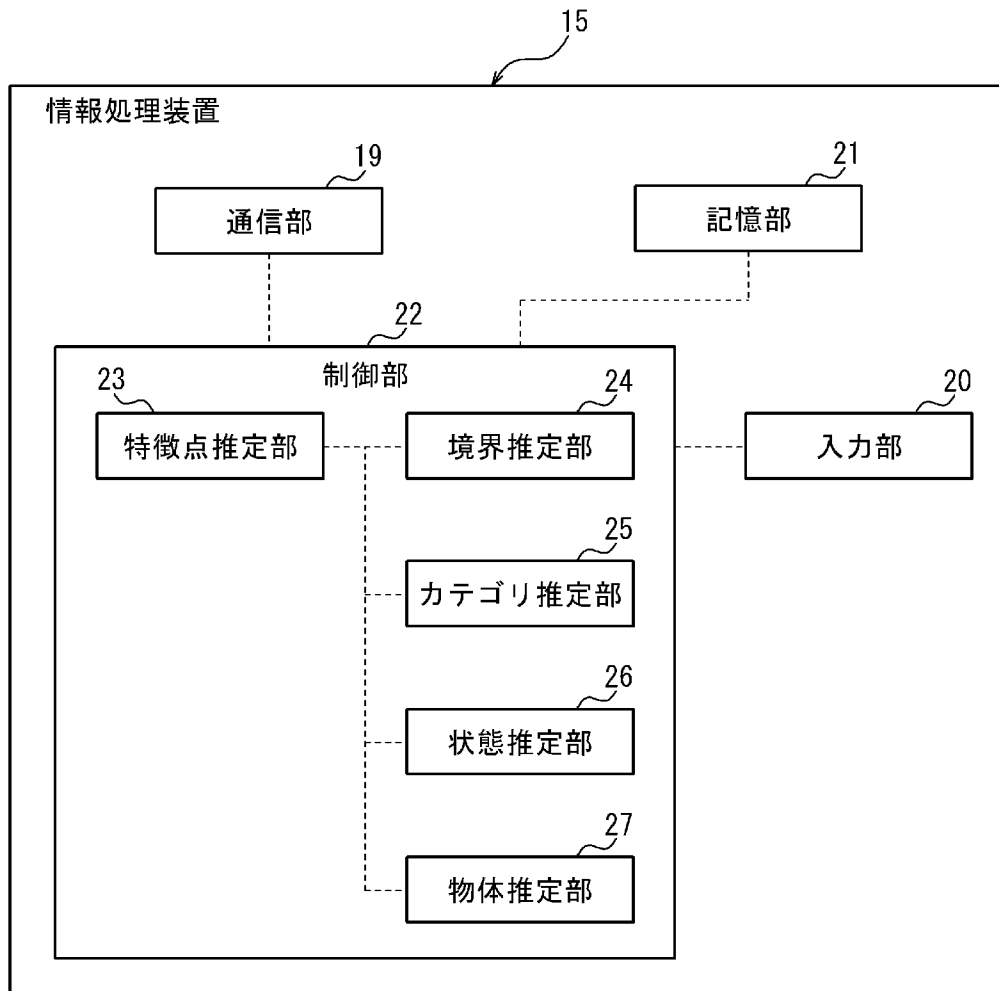 15
情報処理装置
19
通信部
21
記憶部
22
制御部
23
特徴点推定部
24
境界推定部
20
入力部
25
カテゴリ推定部
26
状態推定部
27
物体推定部